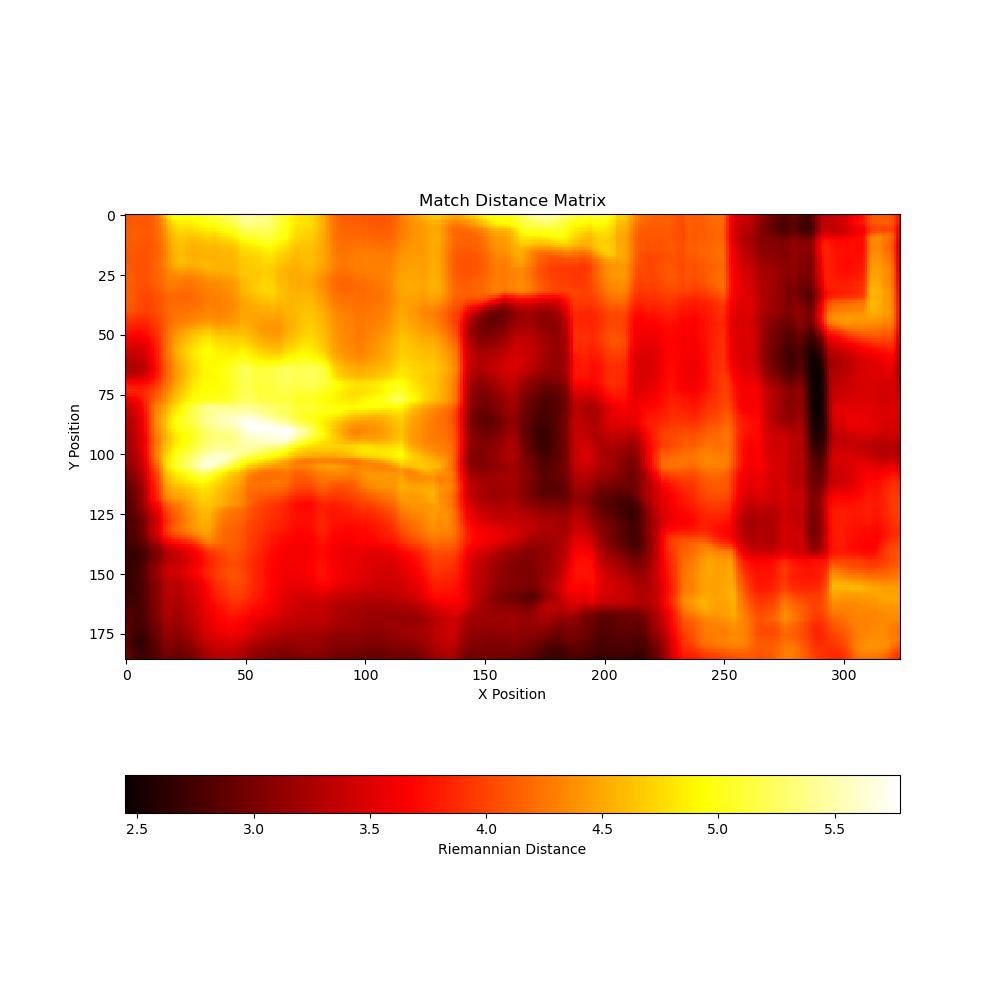 Match Distance Matrix
0
25
50
75
100
125
150
175
Y Position
0 50 100 150 200 250 300
X Position
2.5 3.0 3.5 4.0 4.5 5.0 5.5
Riemannian Distance